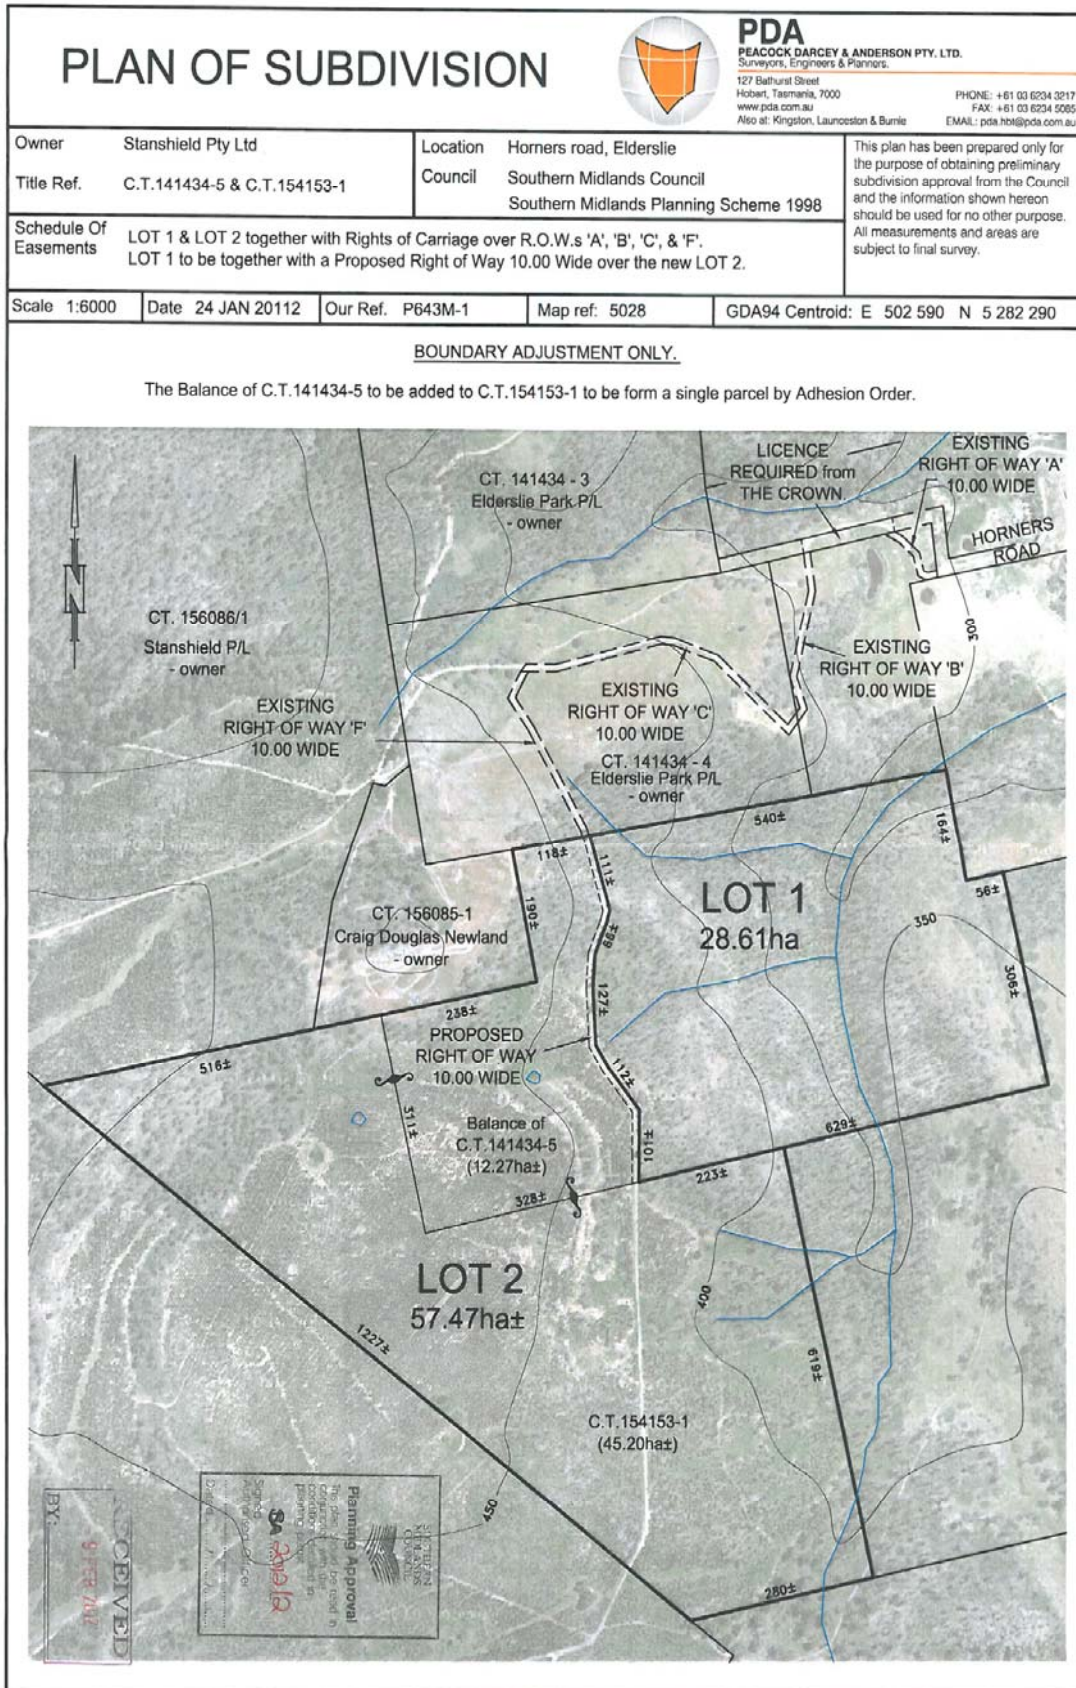 PLAN OF SUBDIVISION
PDA
PEACOCK DARCEY & ANDERSON PTY. LTD.
Surveyors, Engineers & Planners.
127 Bathurst Street
Hobart, Tasmania, 7000
www.pda.com.au
Also at: Kingston, Launceston & Burnie
PHONE: +61 03 6234 3217
FAX: +61 03 6234 5085
EMAIL: pda.hbt@pda.com.au
Owner Stanshield Pty Ltd
Title Ref. C.T.141434-5 & C.T.154153-1
Location Horners road, Elderslie
Council Southern Midlands Council
Southern Midlands Planning Scheme 1998
This plan has been prepared only for
the purpose of obtaining preliminary
subdivision approval from the Council
and the information shown hereon
should be used for no other purpose.
All measurements and areas are
subject to final survey.
Schedule Of
Easements
LOT 1 & LOT 2 together with Rights of Carriage over R.O.W.s 'A', 'B', 'C', & 'F'.
LOT 1 to be together with a Proposed Right of Way 10.00 Wide over the new LOT 2.
Scale 1:6000 Date 24 JAN 20112 Our Ref. P643M-1 Map ref: 5028 GDA94 Centroid: E 502 590 N 5 282 290
BOUNDARY ADJUSTMENT ONLY.
The Balance of C.T.141434-5 to be added to C.T.154153-1 to be form a single parcel by Adhesion Order.
CT. 141434 - 3
Elderslie Park P/L
- owner
LICENCE
REQUIRED from
THE CROWN
EXISTING
RIGHT OF WAY 'A'
10.00 WIDE
HORNERS
ROAD
N
CT. 156086/1
Stanshield P/L
- owner
300
EXISTING
RIGHT OF WAY 'B'
10.00 WIDE
EXISTING
RIGHT OF WAY 'F'
10.00 WIDE
EXISTING
RIGHT OF WAY 'C'
10.00 WIDE
CT. 141434 - 4
Elderslie Park P/L
- owner
540±
164±
118±
111±
56±
LOT 1
28.61ha
190±
CT. 156085-1
Craig Douglas Newland
- owner
99±
350
306±
127±
238±
PROPOSED
RIGHT OF WAY
10.00 WIDE
516±
112±
311±
Balance of
C.T.141434-5
(12.27ha±)
101±
629±
223±
328±
LOT 2
57.47ha±
400
1227±
619±
C.T.154153-1
(45.20ha±)
450
280±
SOUTHERN
MIDLANDS
COUNCIL
Planning Approval
Signed
BY:
CEIVED
9 FEB 2012